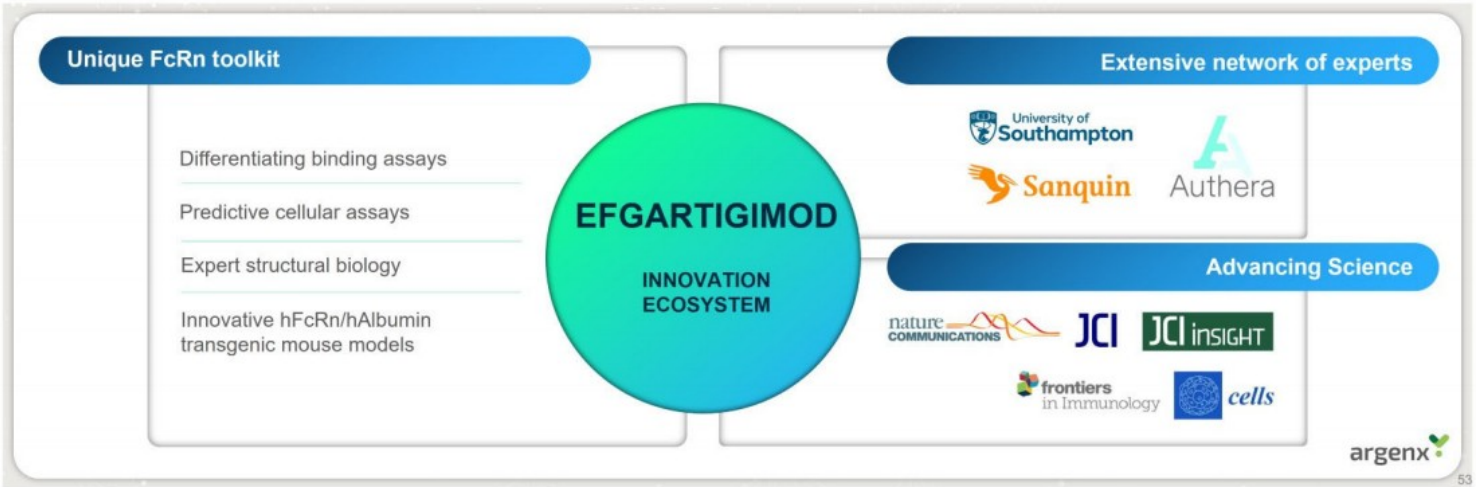 Unique FcRn toolkit
Differentiating binding assays
Predictive cellular assays
Expert structural biology
Innovative hFcRn/hAlbumin
transgenic mouse models
EFGARTIGIMOD
INNOVATION
ECOSYSTEM
Extensive network of experts
University of
Southampton
Sanquin
Authera
Advancing Science
nature
COMMUNICATIONS
JCI
JCI insight
frontiers
in Immunology
cells
argenx
53